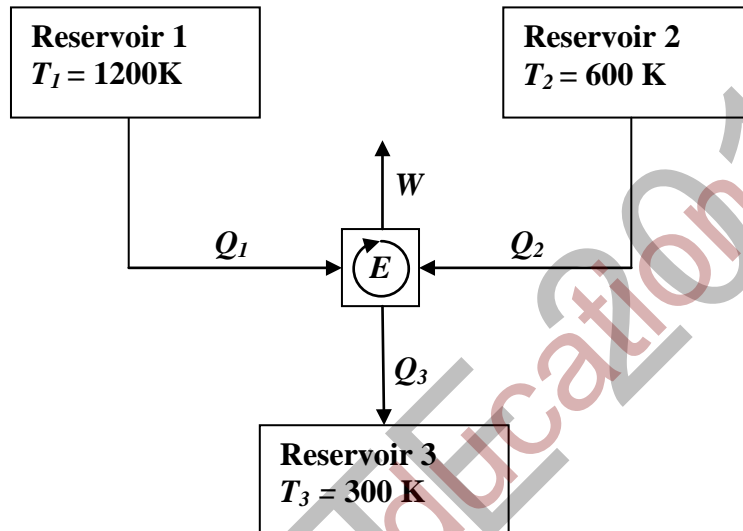 Reservoir 1
T1 = 1200K
Reservoir 2
T2 = 600 K
W
Q1
E
Q2
Q3
Reservoir 3
T3 = 300 K